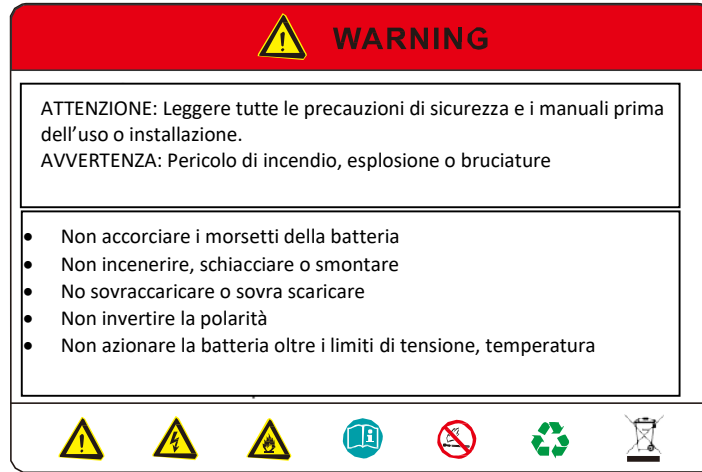 WARNING
ATTENZIONE: Leggere tutte le precauzioni di sicurezza e i manuali prima
dell’uso o installazione.
AVVERTENZA: Pericolo di incendio, esplosione o bruciature
• Non accorciare i morsetti della batteria
• Non incenerire, schiacciare o smontare
• No sovraccaricare o sovra scaricare
• Non invertire la polarità
• Non azionare la batteria oltre i limiti di tensione, temperatura